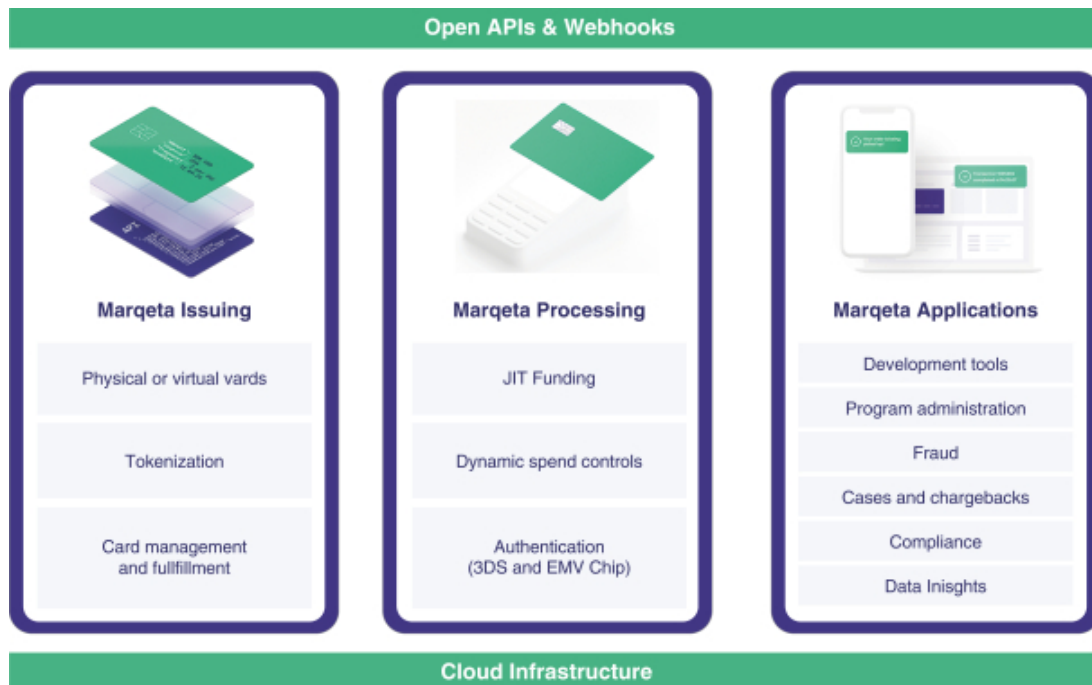 Open APIs & Webhooks
API
Marqeta Issuing
Physical or virtual vards
Tokenization
Card management
and fullfillment
Marqeta Processing
JIT Funding
Dynamic spend controls
Authentication
(3DS and EMV Chip)
Marqeta Applications
Development tools
Program administration
Fraud
Cases and chargebacks
Compliance
Data Inisghts
Cloud Infrastructure